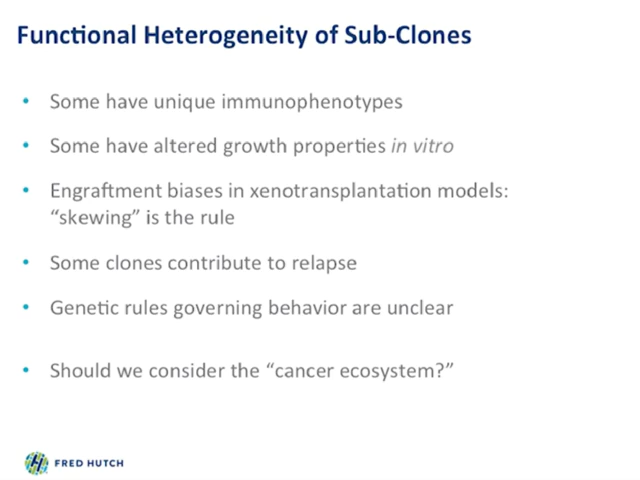 Functional Heterogeneity of Sub-Clones
• Some have unique immunophenotypes
• Some have altered growth properties in vitro
• Engraftment biases in xenotransplantation models:
“skewing” is the rule
• Some clones contribute to relapse
• Genetic rules governing behavior are unclear
• Should we consider the “cancer ecosystem?”
FRED HUTCH